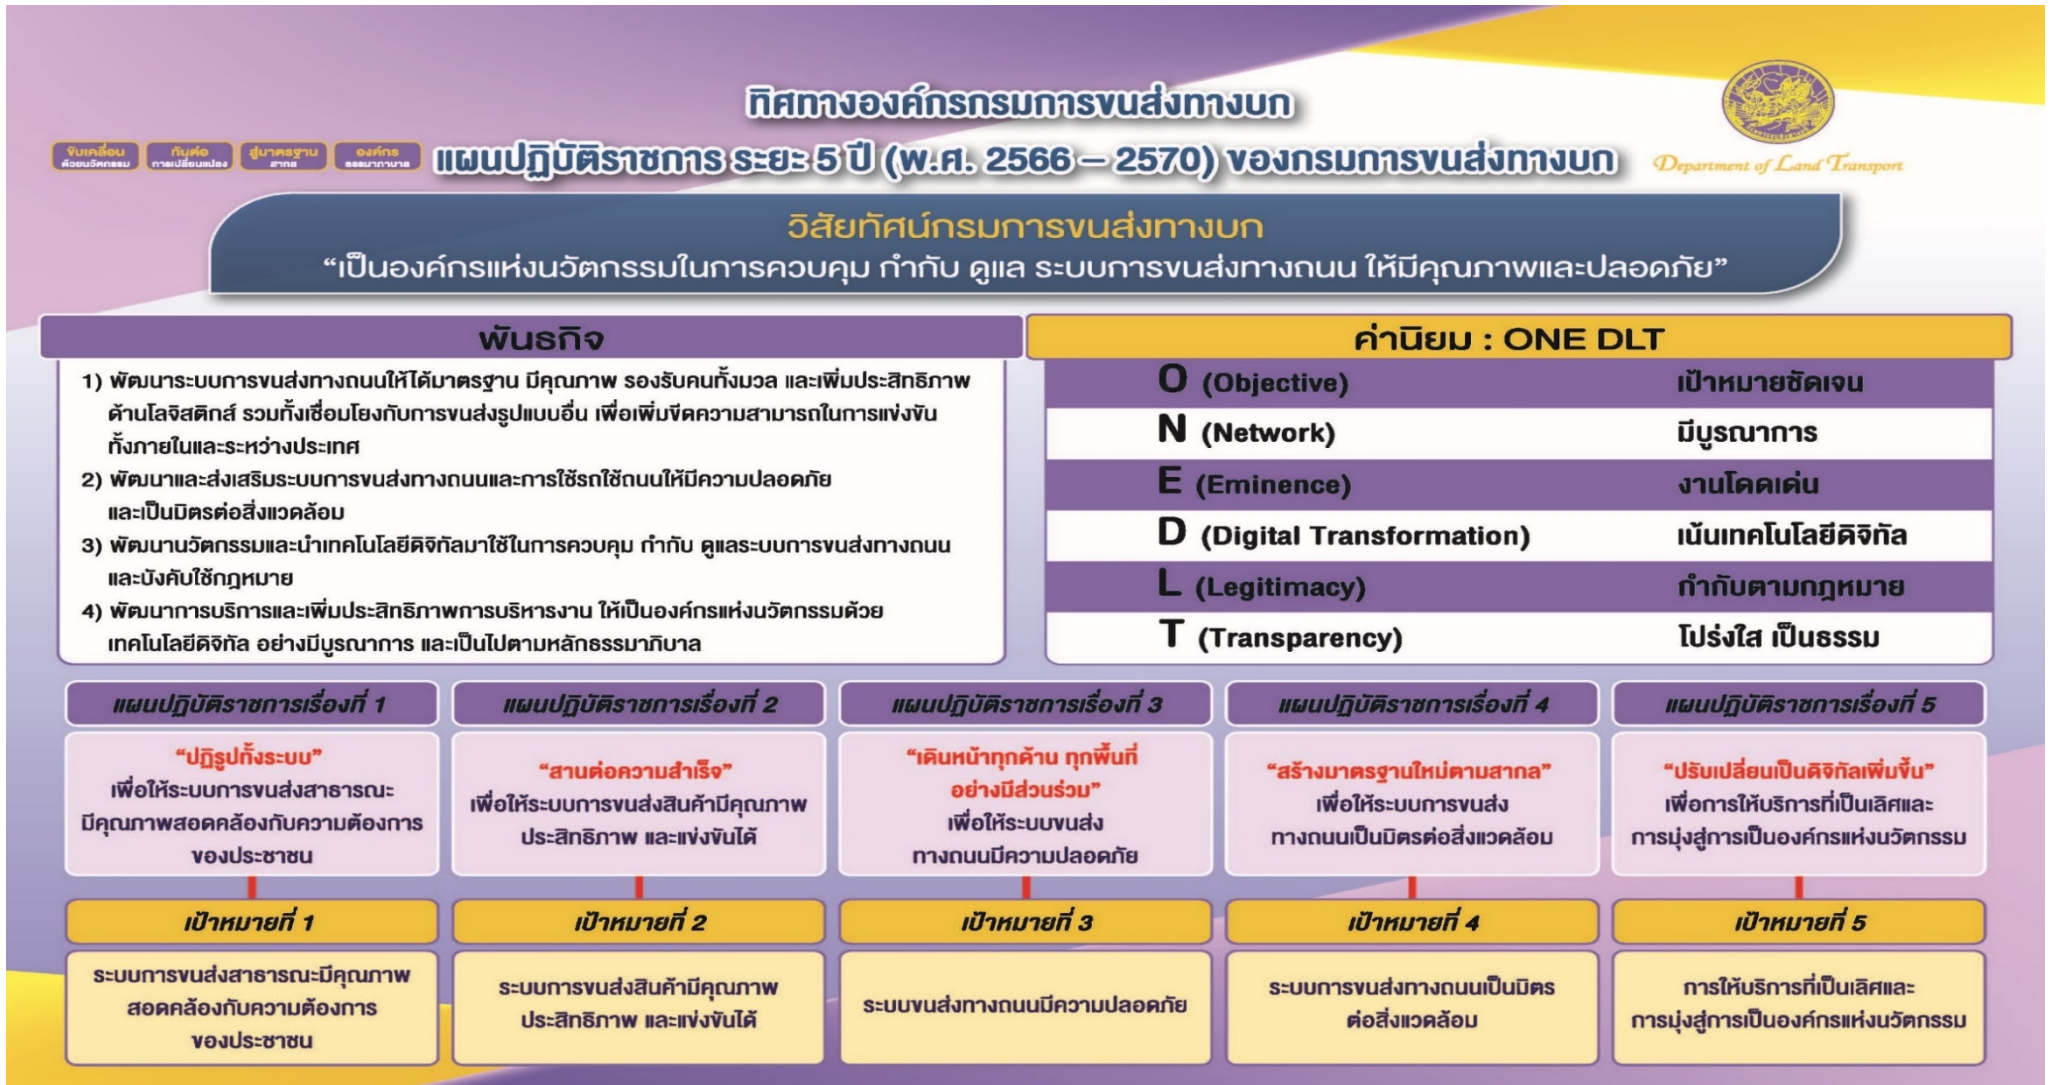 ทิศทางองค์กรกรมการขนส่งทางบก
ขับเคลื่อน
ด้วยนวัตกรรม
ทันต่อ
การเปลี่ยนแปลง
สู่มาตรฐาน
สากล
องค์กร
ธรรมาภิบาล
แผนปฏิบัติราชการ ระยะ 5 ปี (พ.ศ. 2566 – 2570) ของกรมการขนส่งทางบก
Department of Land Transport
วิสัยทัศน์กรมการขนส่งทางบก
“เป็นองค์กรแห่งนวัตกรรมในการควบคุม กำกับ ดูแล ระบบการขนส่งทางถนน ให้มีคุณภาพและปลอดภัย”
พันธกิจ
1) พัฒนาระบบการขนส่งทางถนนให้ได้มาตรฐาน มีคุณภาพ รองรับคนทั้งมวล และเพิ่มประสิทธิภาพ
ด้านโลจิสติกส์ รวมทั้งเชื่อมโยงกับการขนส่งรูปแบบอื่น เพื่อเพิ่มขีดความสามารถในการแข่งขัน
ทั้งภายในและระหว่างประเทศ
2) พัฒนาและส่งเสริมระบบการขนส่งทางถนนและการใช้รถใช้ถนนให้มีความปลอดภัย
และเป็นมิตรต่อสิ่งแวดล้อม
3) พัฒนานวัตกรรมและนำเทคโนโลยีดิจิทัลมาใช้ในการควบคุม กำกับ ดูแลระบบการขนส่งทางถนน
และบังคับใช้กฎหมาย
4) พัฒนาการบริการและเพิ่มประสิทธิภาพการบริหารงาน ให้เป็นองค์กรแห่งนวัตกรรมด้วย
เทคโนโลยีดิจิทัล อย่างมีบูรณาการ และเป็นไปตามหลักธรรมาภิบาล
ค่านิยม : ONE DLT
O (Objective) เป้าหมายชัดเจน
N (Network) มีบูรณาการ
E (Eminence) งานโดดเด่น
D (Digital Transformation) เน้นเทคโนโลยีดิจิทัล
L (Legitimacy) กำกับตามกฎหมาย
T (Transparency) โปร่งใส เป็นธรรม
แผนปฏิบัติราชการเรื่องที่ 1
“ปฏิรูปทั้งระบบ”
เพื่อให้ระบบการขนส่งสาธารณะ
มีคุณภาพสอดคล้องกับความต้องการ
ของประชาชน
แผนปฏิบัติราชการเรื่องที่ 2
“สานต่อความสำเร็จ”
เพื่อให้ระบบการขนส่งสินค้ามีคุณภาพ
ประสิทธิภาพ และแข่งขันได้
แผนปฏิบัติราชการเรื่องที่ 3
“เดินหน้าทุกด้าน ทุกพื้นที่
อย่างมีส่วนร่วม”
เพื่อให้ระบบขนส่ง
ทางถนนมีความปลอดภัย
แผนปฏิบัติราชการเรื่องที่ 4
“สร้างมาตรฐานใหม่ตามสากล”
เพื่อให้ระบบการขนส่ง
ทางถนนเป็นมิตรต่อสิ่งแวดล้อม
แผนปฏิบัติราชการเรื่องที่ 5
“ปรับเปลี่ยนเป็นดิจิทัลเพิ่มขึ้น”
เพื่อการให้บริการที่เป็นเลิศและ
การมุ่งสู่การเป็นองค์กรแห่งนวัตกรรม
เป้าหมายที่ 1
ระบบการขนส่งสาธารณะมีคุณภาพ
สอดคล้องกับความต้องการ
ของประชาชน
เป้าหมายที่ 2
ระบบการขนส่งสินค้ามีคุณภาพ
ประสิทธิภาพ และแข่งขันได้
เป้าหมายที่ 3
ระบบขนส่งทางถนนมีความปลอดภัย
เป้าหมายที่ 4
ระบบการขนส่งทางถนนเป็นมิตร
ต่อสิ่งแวดล้อม
เป้าหมายที่ 5
การให้บริการที่เป็นเลิศและ
การมุ่งสู่การเป็นองค์กรแห่งนวัตกรรม